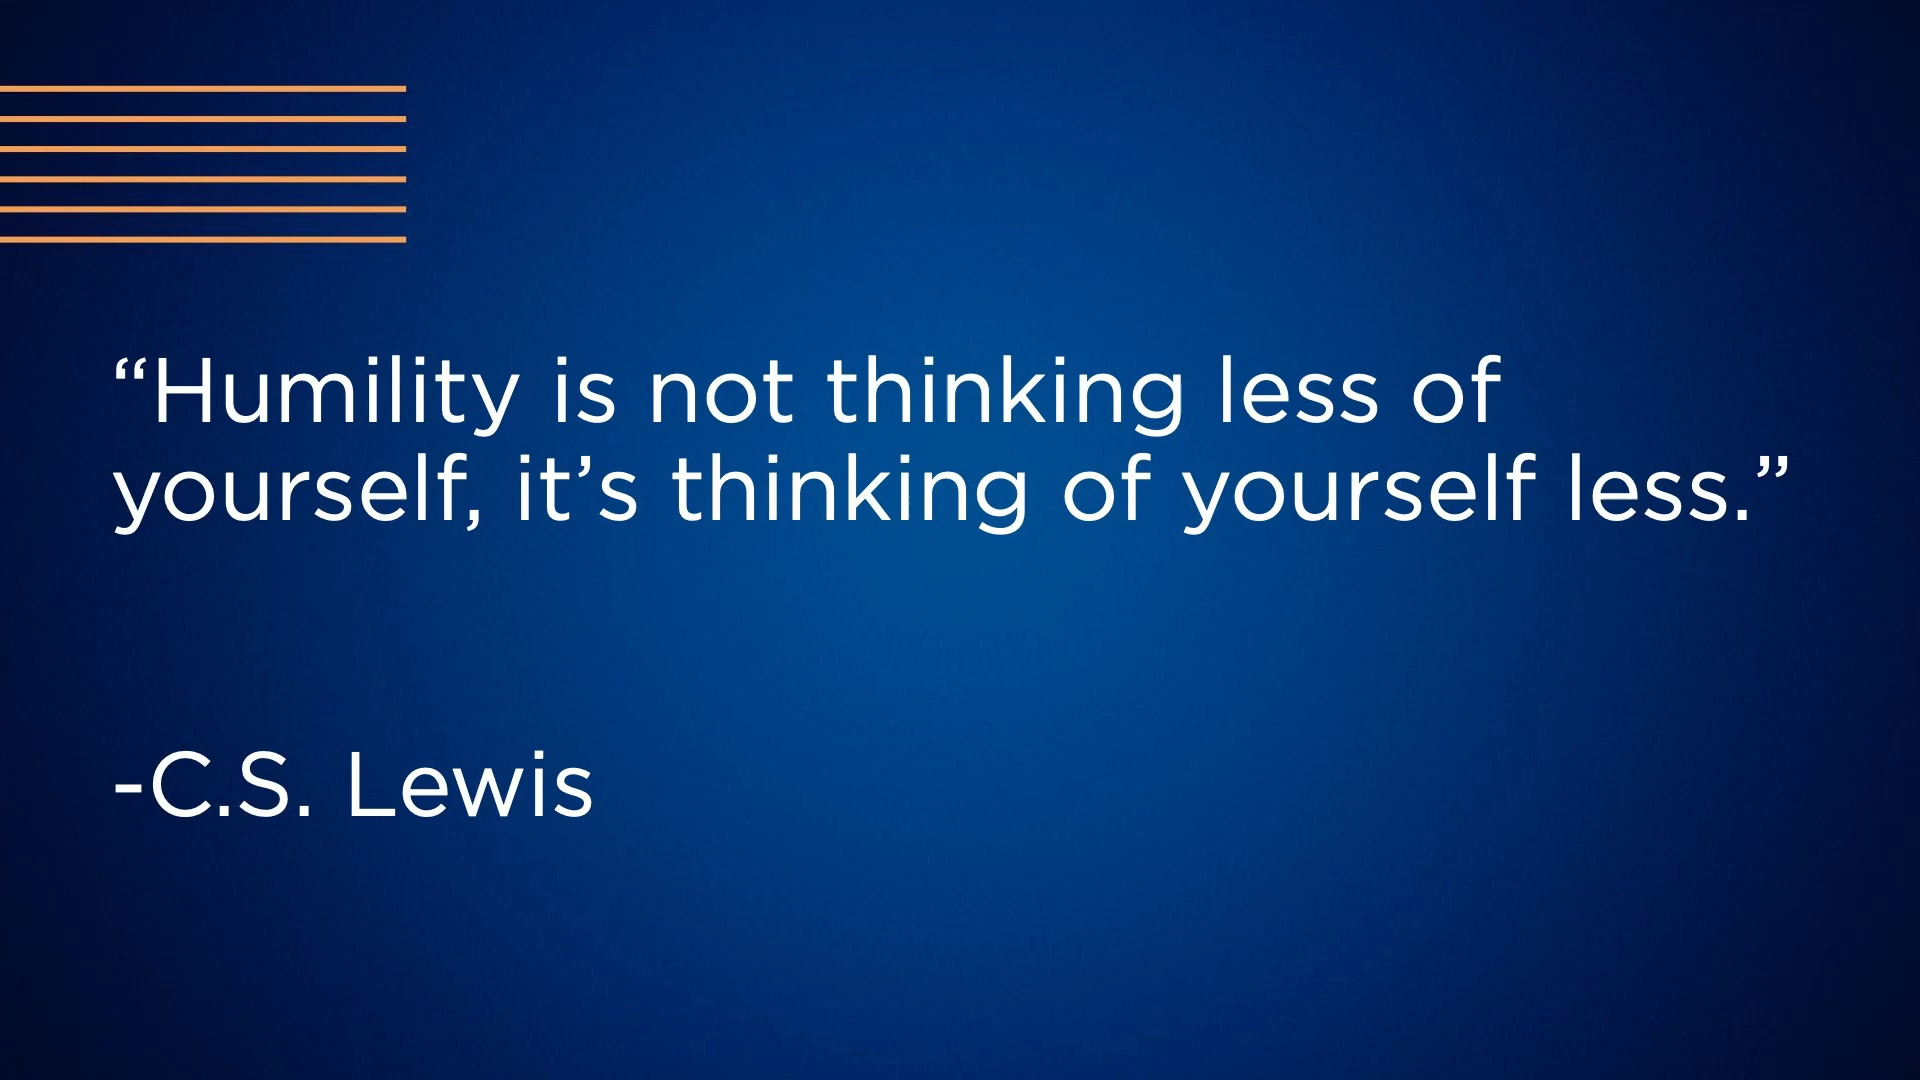 “Humility is not thinking less of
yourself, it’s thinking of yourself less.”
-C.S. Lewis